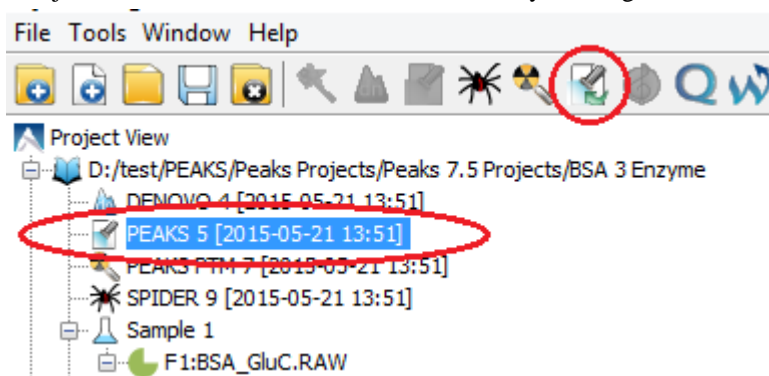 File Tools Window Help
Project View
D:/test/PEAKS/Peaks Projects/Peaks 7.5 Projects/BSA 3 Enzyme
DENOVO 4 [2015-05-21 13:51]
PEAKS 5 [2015-05-21 13:51]
PEAKS PTM 7 [2015-05-21 13:51]
SPIDER 9 [2015-05-21 13:51]
Sample 1
F1:BSA_GluC.RAW